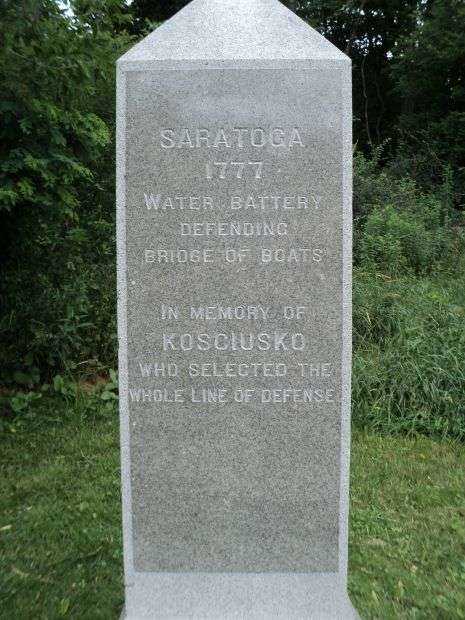 SARATOGA
1777
WATER BATTERY
DEFENDING
BRIDGE OF BOATS
IN MEMORY OF
KOSCIUSKO
WHO SELECTED THE
WHOLE LINE OF DEFENSE